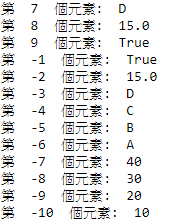 第  7  個元素:  D
第  8  個元素:  15.0
第  9  個元素:  True
第  -1  個元素:  True
第  -2  個元素:  15.0
第  -3  個元素:  D
第  -4  個元素:  C
第  -5  個元素:  B
第  -6  個元素:  A
第  -7  個元素:  40
第  -8  個元素:  30
第  -9  個元素:  20
第  -10  個元素:  10